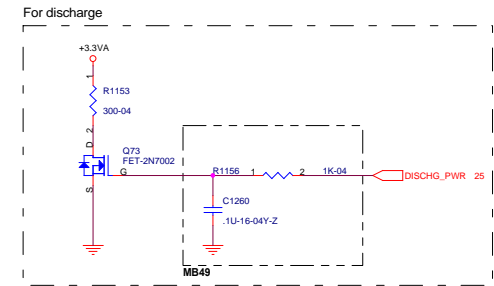 For discharge
+3.3VA
1
R1153
300-04
2
D
Q73
FET-2N7002
G
S
R1156 1 2 1K-04
DISCHG_PWR 25
C1260
.1U-16-04Y-Z
MB49